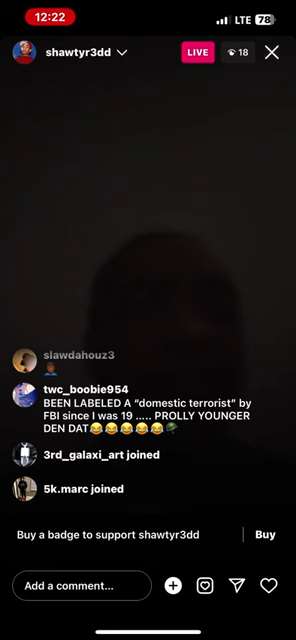 12:22
LTE 78
shawtyr3dd
LIVE
18
slawdahouz3
twc_boobie954
BEEN LABELED A “domestic terrorist” by
FBI since I was 19 ..... PROLLY YOUNGER
DEN DAT😂😂😂😂😂🪖
3rd_galaxi_art joined
5k.marc joined
Buy a badge to support shawtyr3dd
Buy
Add a comment...